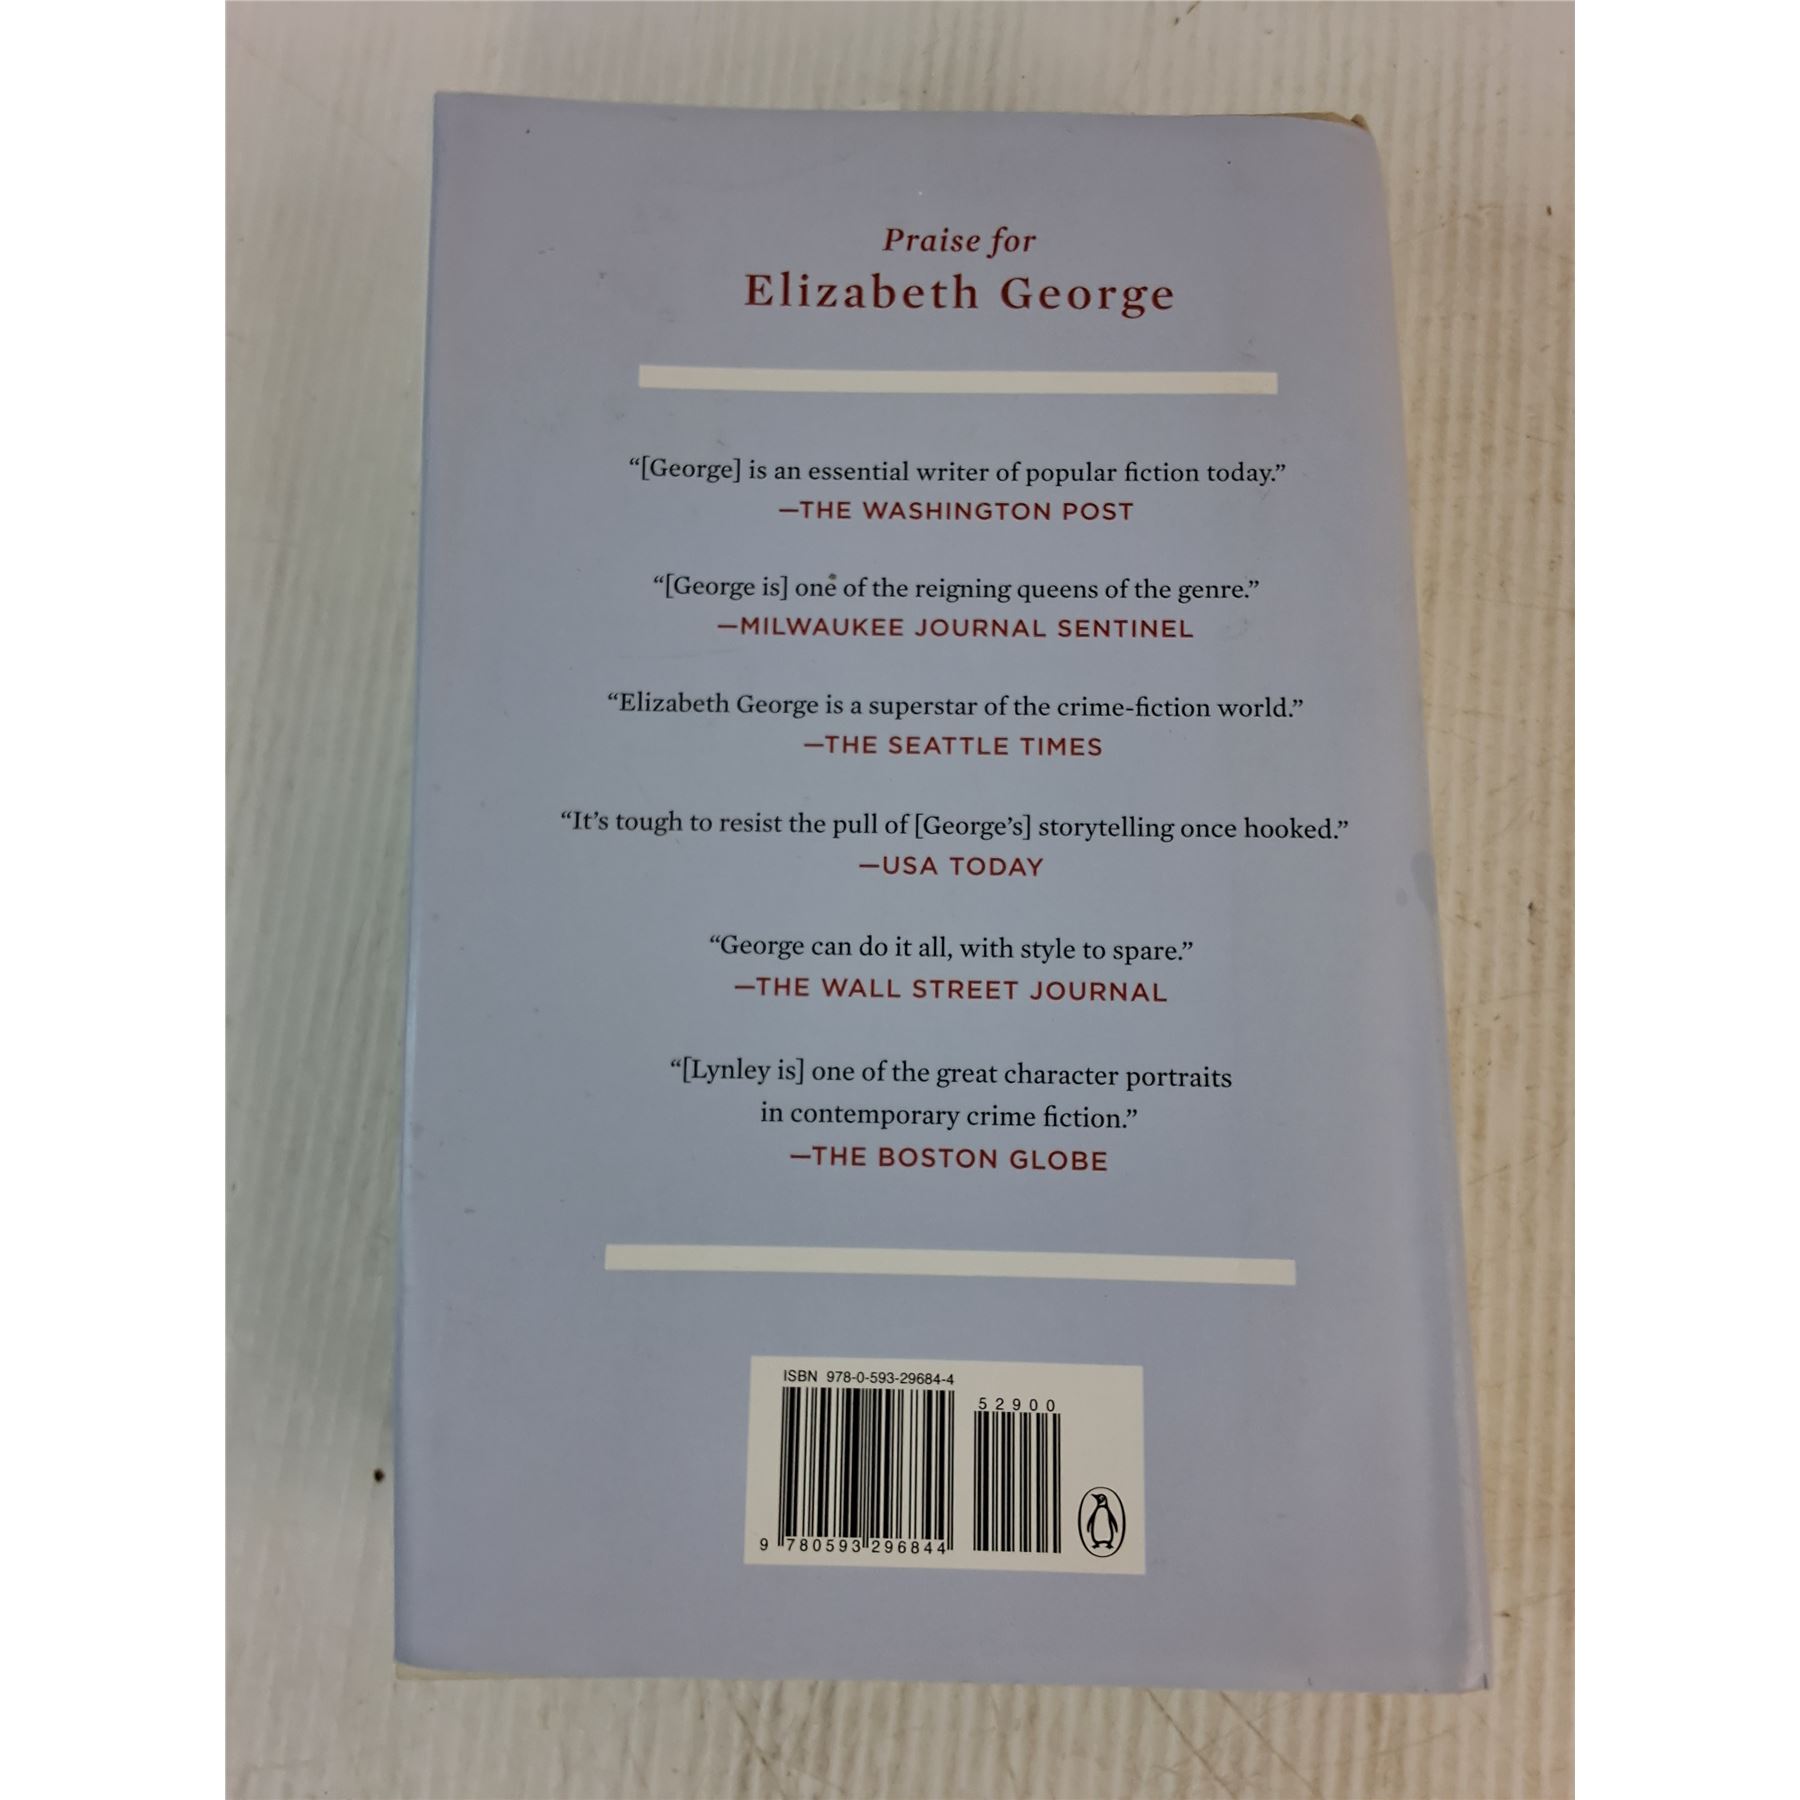 Praise for
Elizabeth George
“[George] is an essential writer of popular fiction today.”
—THE WASHINGTON POST
“[George is] one of the reigning queens of the genre.”
—MILWAUKEE JOURNAL SENTINEL
“Elizabeth George is a superstar of the crime-fiction world.”
—THE SEATTLE TIMES
“It’s tough to resist the pull of [George’s] storytelling once hooked.”
—USA TODAY
“George can do it all, with style to spare.”
—THE WALL STREET JOURNAL
“[Lynley is] one of the great character portraits
in contemporary crime fiction.”
—THE BOSTON GLOBE
ISBN 978-0-593-29684-4
52900
9 780593 296844